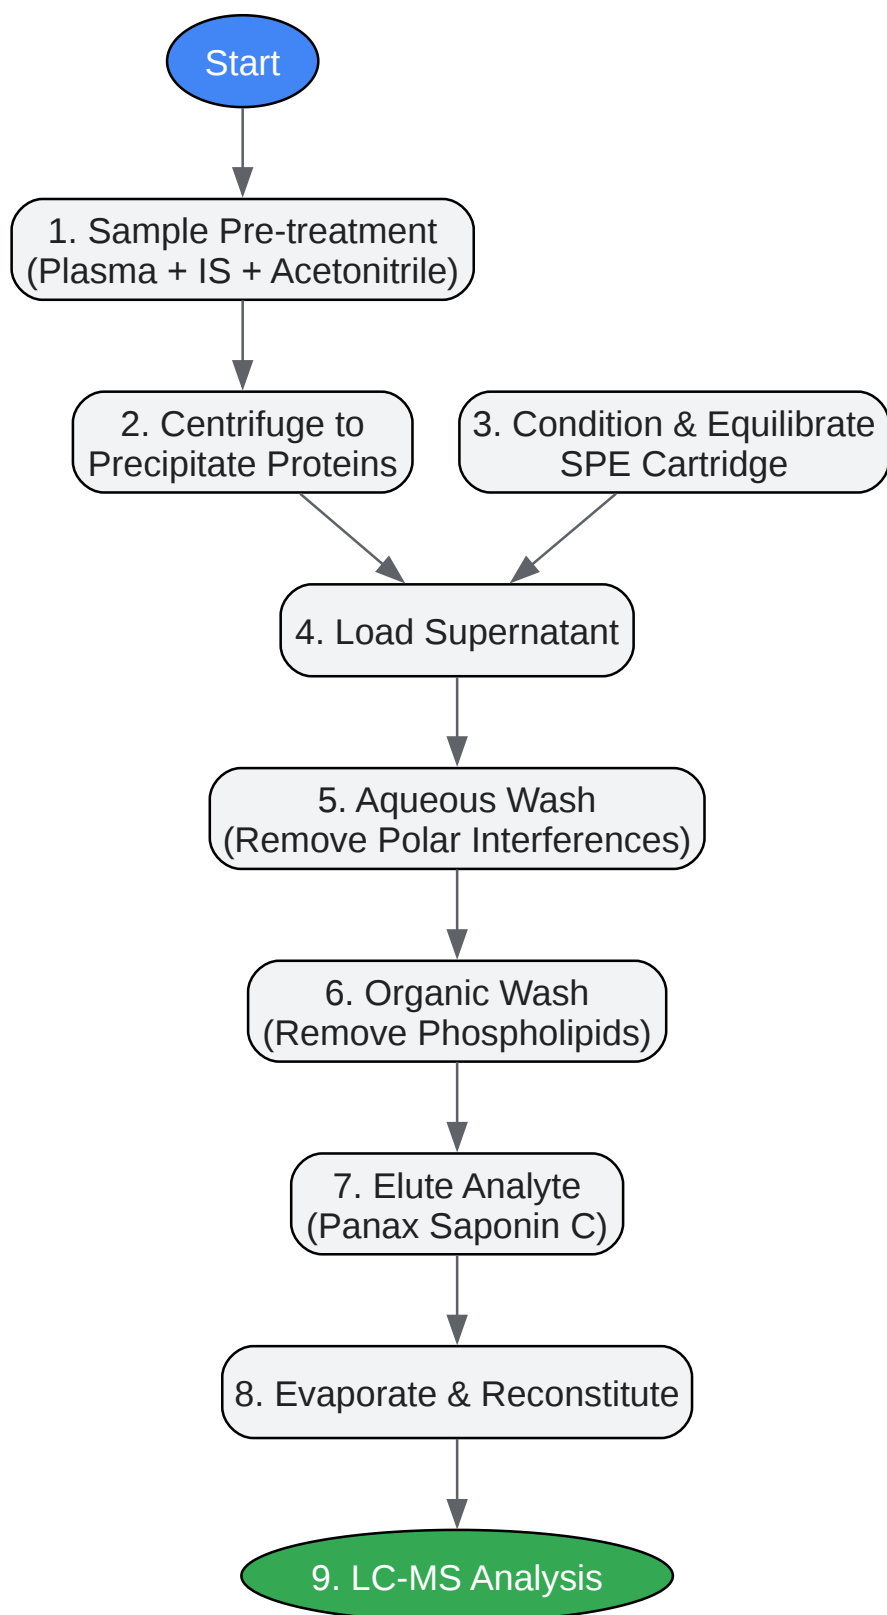 Start
1. Sample Pre-treatment
(Plasma + IS + Acetonitrile)
2. Centrifuge to
Precipitate Proteins
3. Condition & Equilibrate
SPE Cartridge
4. Load Supernatant
5. Aqueous Wash
(Remove Polar Interferences)
6. Organic Wash
(Remove Phospholipids)
7. Elute Analyte
(Panax Saponin C)
8. Evaporate & Reconstitute
9. LC-MS Analysis